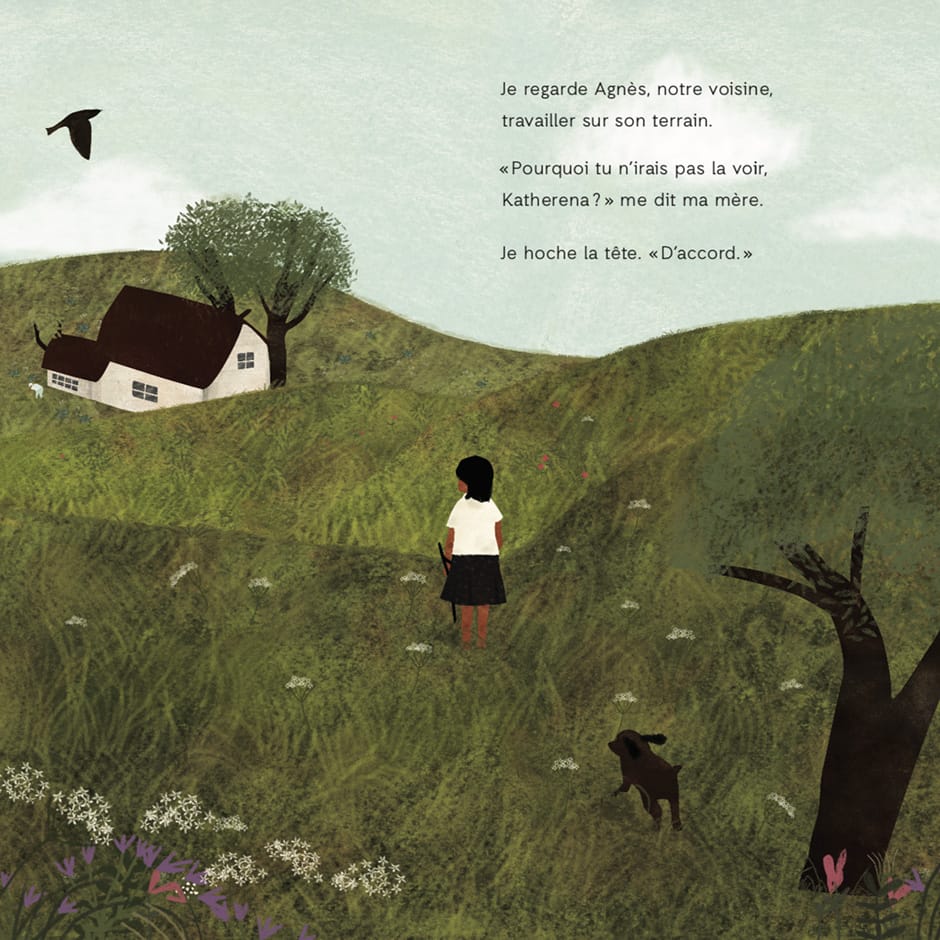 Je regarde Agnès, notre voisine,
travailler sur son terrain.
« Pourquoi tu n’irais pas la voir,
Katherena ? » me dit ma mère.
Je hoche la tête. « D’accord. »